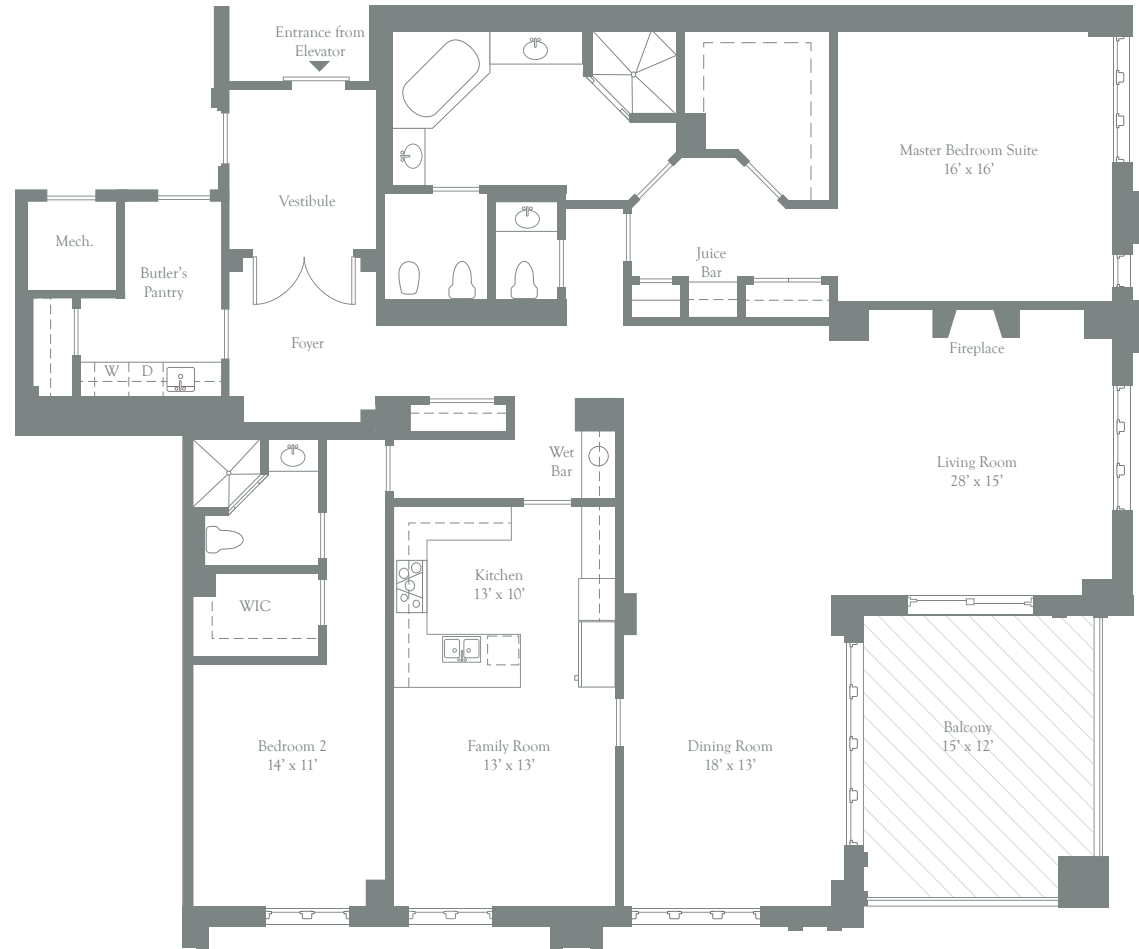 Entrance from
Elevator
Master Bedroom Suite
16' x 16'
Vestibule
Mech.
Butler's
Pantry
Juice
Bar
Foyer
Fireplace
W D
Wet
Bar
Living Room
28' x 15'
Kitchen
13' x 10'
WIC
Bedroom 2
14' x 11'
Family Room
13' x 13'
Dining Room
18' x 13'
Balcony
15' x 12'